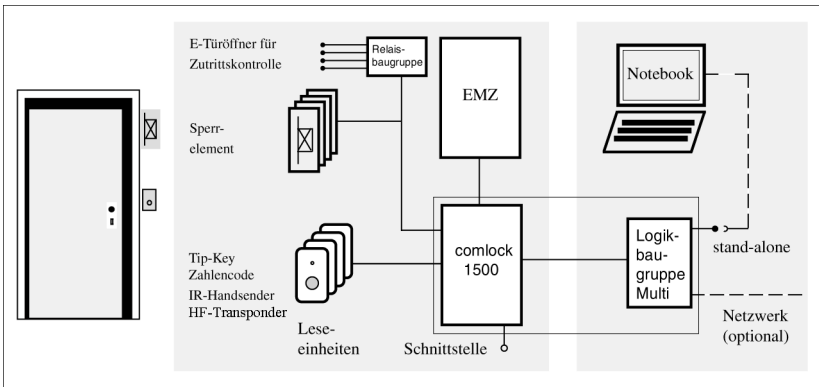 E-Türöffner für
Zutrittskontrolle
Relais-
baugruppe
EMZ
Notebook
Sperr-
element
Tip-Key
Zahlencode
IR-Handsender
HF-Transponder
Lese-
einheiten
comlock
1500
Schnittstelle
Logik-
bau-
gruppe
Multi
stand-alone
Netzwerk
(optional)